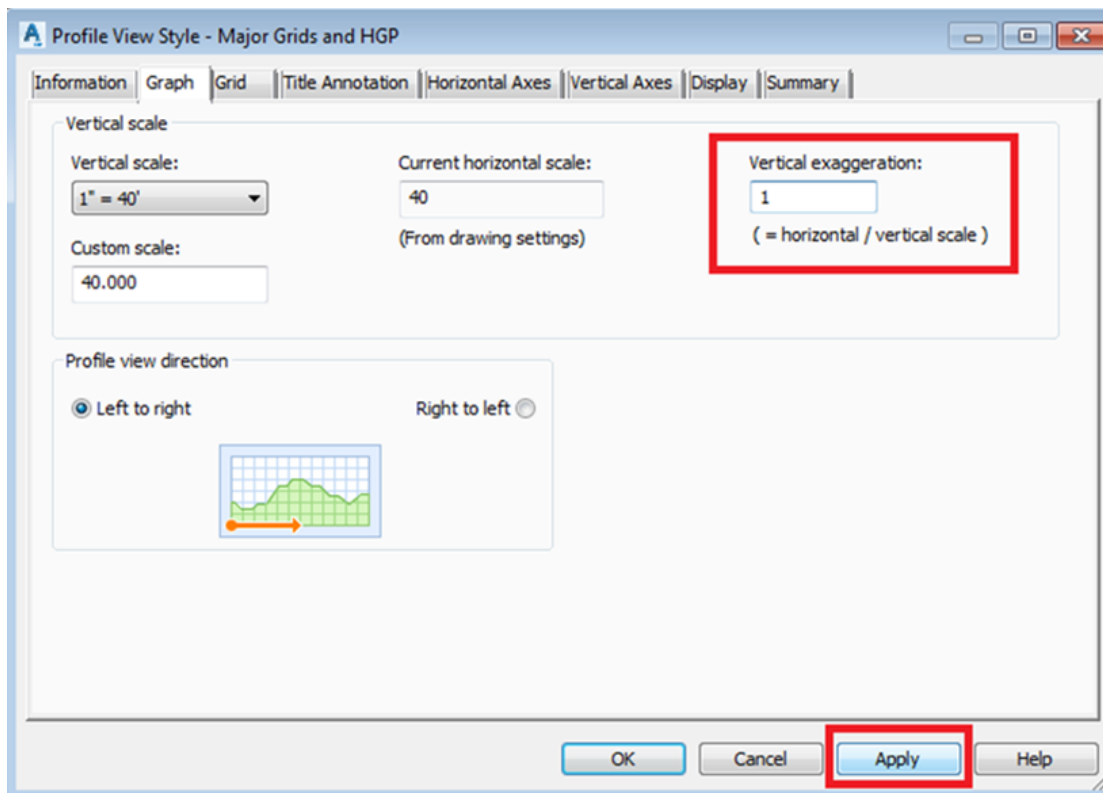 Profile View Style - Major Grids and HGP
Information Graph Grid Title Annotation Horizontal Axes Vertical Axes Display Summary
Vertical scale
Vertical scale: Current horizontal scale: Vertical exaggeration:
1" = 40' 40 1
(From drawing settings) ( = horizontal / vertical scale )
Custom scale:
40.000
Profile view direction
Left to right Right to left
OK Cancel Apply Help